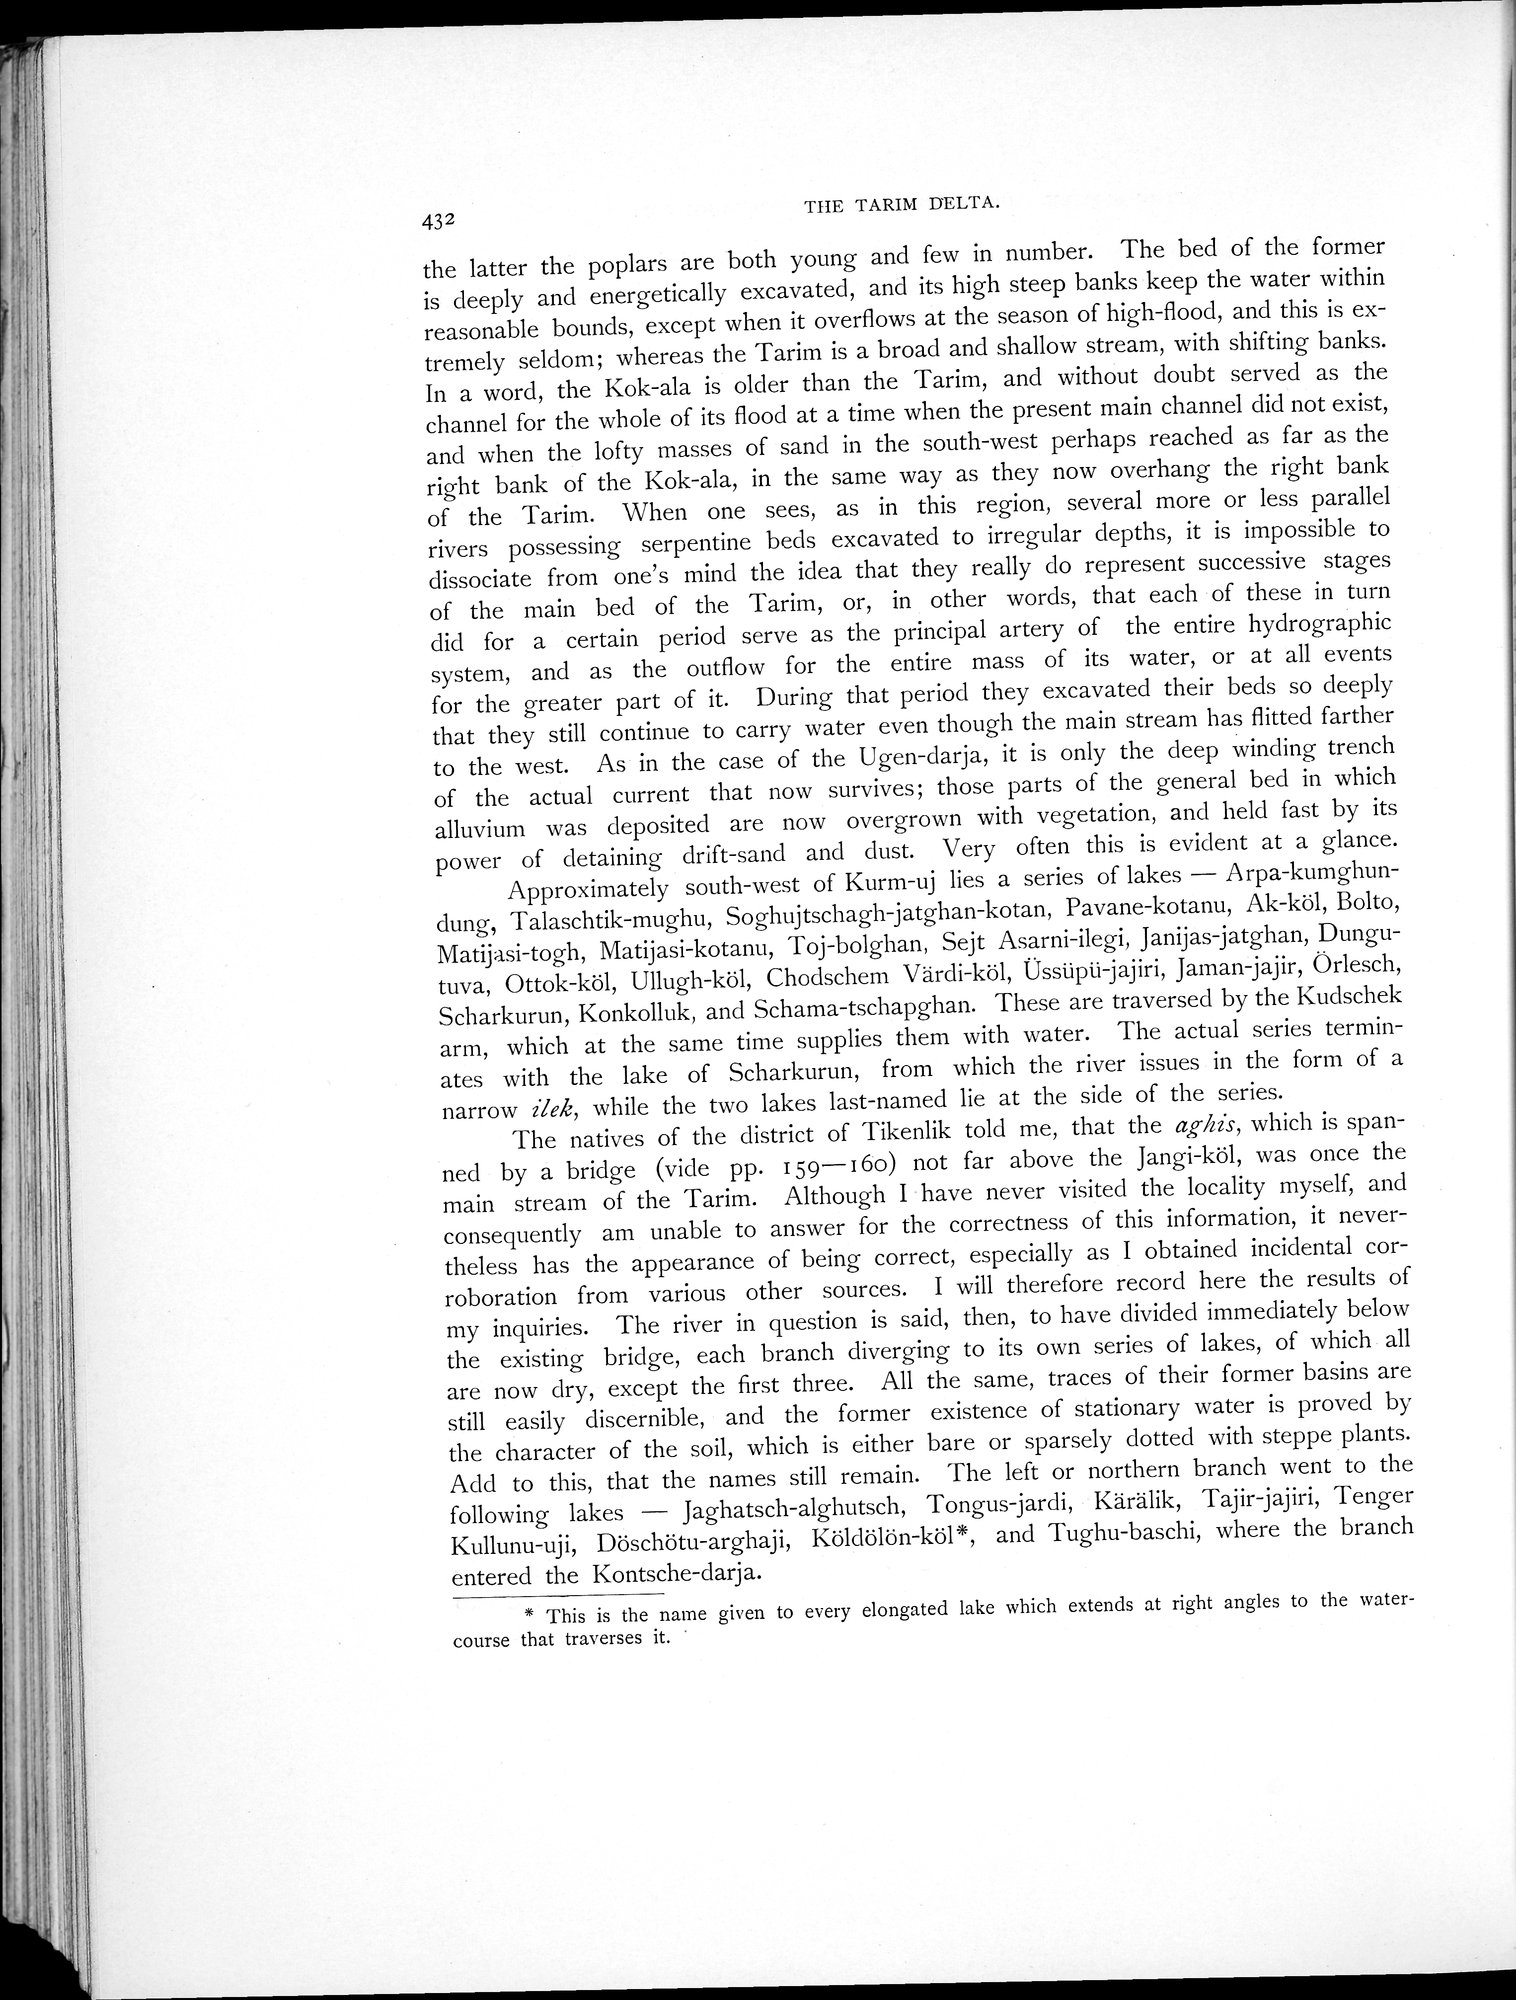 432
THE TARIM DELTA.
the latter the poplars are both young and few in number. The bed of the former
is deeply and energetically excavated, and its high steep banks keep the water within
reasonable bounds, except when it overflows at the season of high-flood, and this is ex-
tremely seldom; whereas the Tarim is a broad and shallow stream, with shifting banks.
In a word, the Kok-ala is older than the Tarim, and without doubt served as the
channel for the whole of its flood at a time when the present main channel did not exist,
and when the lofty masses of sand in the south-west perhaps reached as far as the
right bank of the Kok-ala, in the same way as they now overhang the right bank
of the Tarim. When one sees, as in this region, several more or less parallel
rivers possessing serpentine beds excavated to irregular depths, it is impossible to
dissociate from one's mind the idea that they really do represent successive stages
of the main bed of the Tarim, or, in other words, that each of these in turn
did for a certain period serve as the principal artery of the entire hydrographic
system, and as the outflow for the entire mass of its water, or at all events
for the greater part of it. During that period they excavated their beds so deeply
that they still continue to carry water even though the main stream has flitted farther
to the west. As in the case of the Ugen-darja, it is only the deep winding trench
of the actual current that now survives; those parts of the general bed in which
alluvium was deposited are now overgrown with vegetation, and held fast by its
power of detaining drift-sand and dust. Very often this is evident at a glance.
Approximately south-west of Kurm-uj lies a series of lakes — Arpa-kumghun-
dung, Talaschtik-mughu, Soghujtschagh-jatghan-kotan, Pavane-kotanu, Ak-köl, Bolto,
Matijasi-togh, Matijasi-kotanu, Toj-bolghan, Sejt Asarni-ilegi, Janijas-jatghan, Dungu-
tuva, Ottok-köl, Ullugh-köl, Chodschem Värdi-köl, Üssüpü-jajiri, Jaman-jajir, Örlesch,
Scharkurun, Konkolluk, and Schama-tschapghan. These are traversed by the Kudschek
arm, which at the same time supplies them with water. The actual series termin-
ates with the lake of Scharkurun, from which the river issues in the form of a
narrow ilek, while the two lakes last-named lie at the side of the series.
The natives of the district of Tikenlik told me, that the aghis, which is span-
ned by a bridge (vide pp. 159—160) not far above the Jangi-köl, was once the
main stream of the Tarim. Although I have never visited the locality myself, and
consequently am unable to answer for the correctness of this information, it never-
theless has the appearance of being correct, especially as I obtained incidental cor-
roboration from various other sources. I will therefore record here the results of
my inquiries. The river in question is said, then, to have divided immediately below
the existing bridge, each branch diverging to its own series of lakes, of which all
are now dry, except the first three. All the same, traces of their former basins are
still easily discernible, and the former existence of stationary water is proved by
the character of the soil, which is either bare or sparsely dotted with steppe plants.
Add to this, that the names still remain. The left or northern branch went to the
following lakes — Jaghatsch-alghutsch, Tongus-jardi, Kärälik, Tajir-jajiri, Tenger
Kullunu-uji, Döschötu-arghaji, Köldölön-köl*, and Tughu-baschi, where the branch
entered the Kontsche-darja.
* This is the name given to every elongated lake which extends at right angles to the water-
course that traverses it.